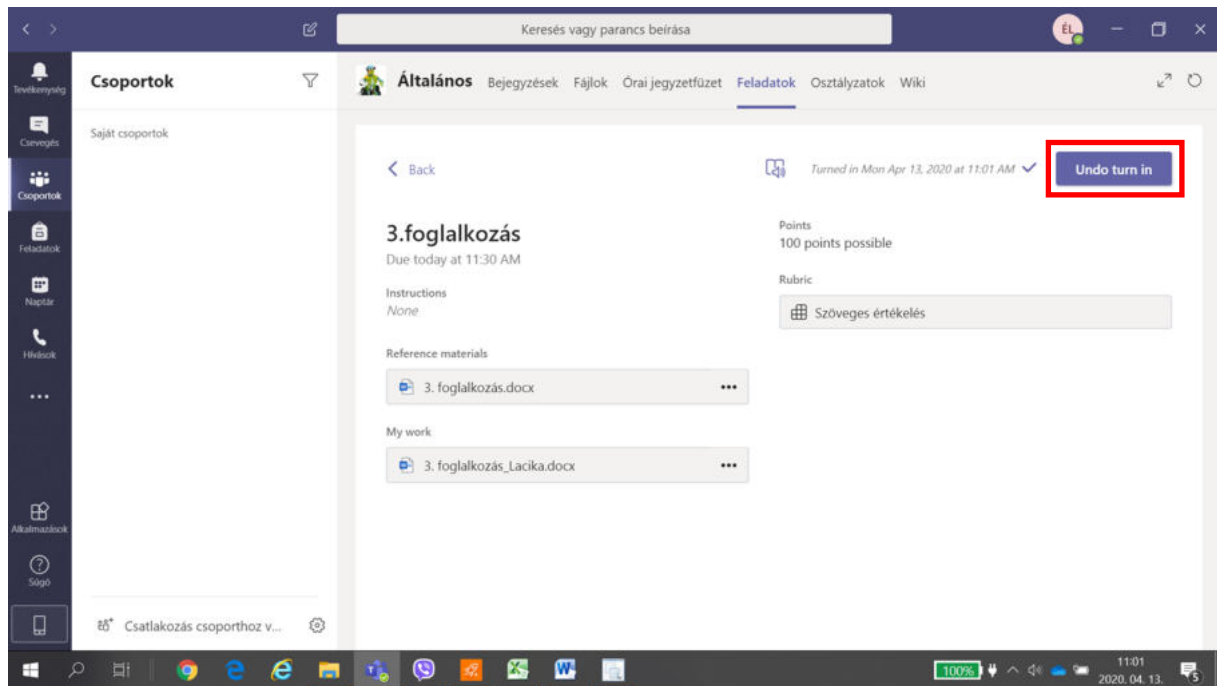 Keresés vagy parancs beírása
ÉL
Tevékenység
Csevegés
Csoportok
Feladatok
Naptár
Hívások
Alkalmazások
Súgó
Csoportok
Saját csoportok
Csatlakozás csoporthoz v...
Általános Bejegyzések Fájlok Órai jegyzetfüzet Feladatok Osztályzatok Wiki
Back
Turned in Mon Apr 13, 2020 at 11:01 AM
Undo turn in
3.foglalkozás
Due today at 11:30 AM
Instructions
None
Reference materials
3. foglalkozás.docx
My work
3. foglalkozás_Lacika.docx
Points
100 points possible
Rubric
Szöveges értékelés
100%
11:01
2020. 04. 13.
5